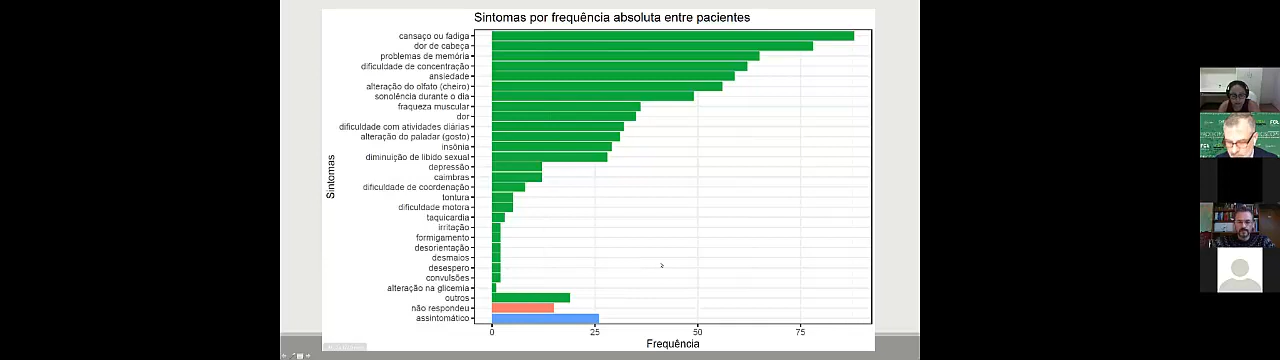 Sintomas por frequência absoluta entre pacientes
cansaço ou fadiga
dor de cabeça
problemas de memória
dificuldade de concentração
ansiedade
alteração do olfato (cheiro)
sonolência durante o dia
fraqueza muscular
dor
dificuldade com atividades diárias
alteração do paladar (gosto)
insônia
diminuição de libido sexual
depressão
caimbras
dificuldade de coordenação
tontura
dificuldade motora
taquicardia
irritação
formigamento
desorientação
desmaios
desespero
convulsões
alteração na glicemia
outros
não respondeu
assintomático
Sintomas
0 25 50 75
Frequência